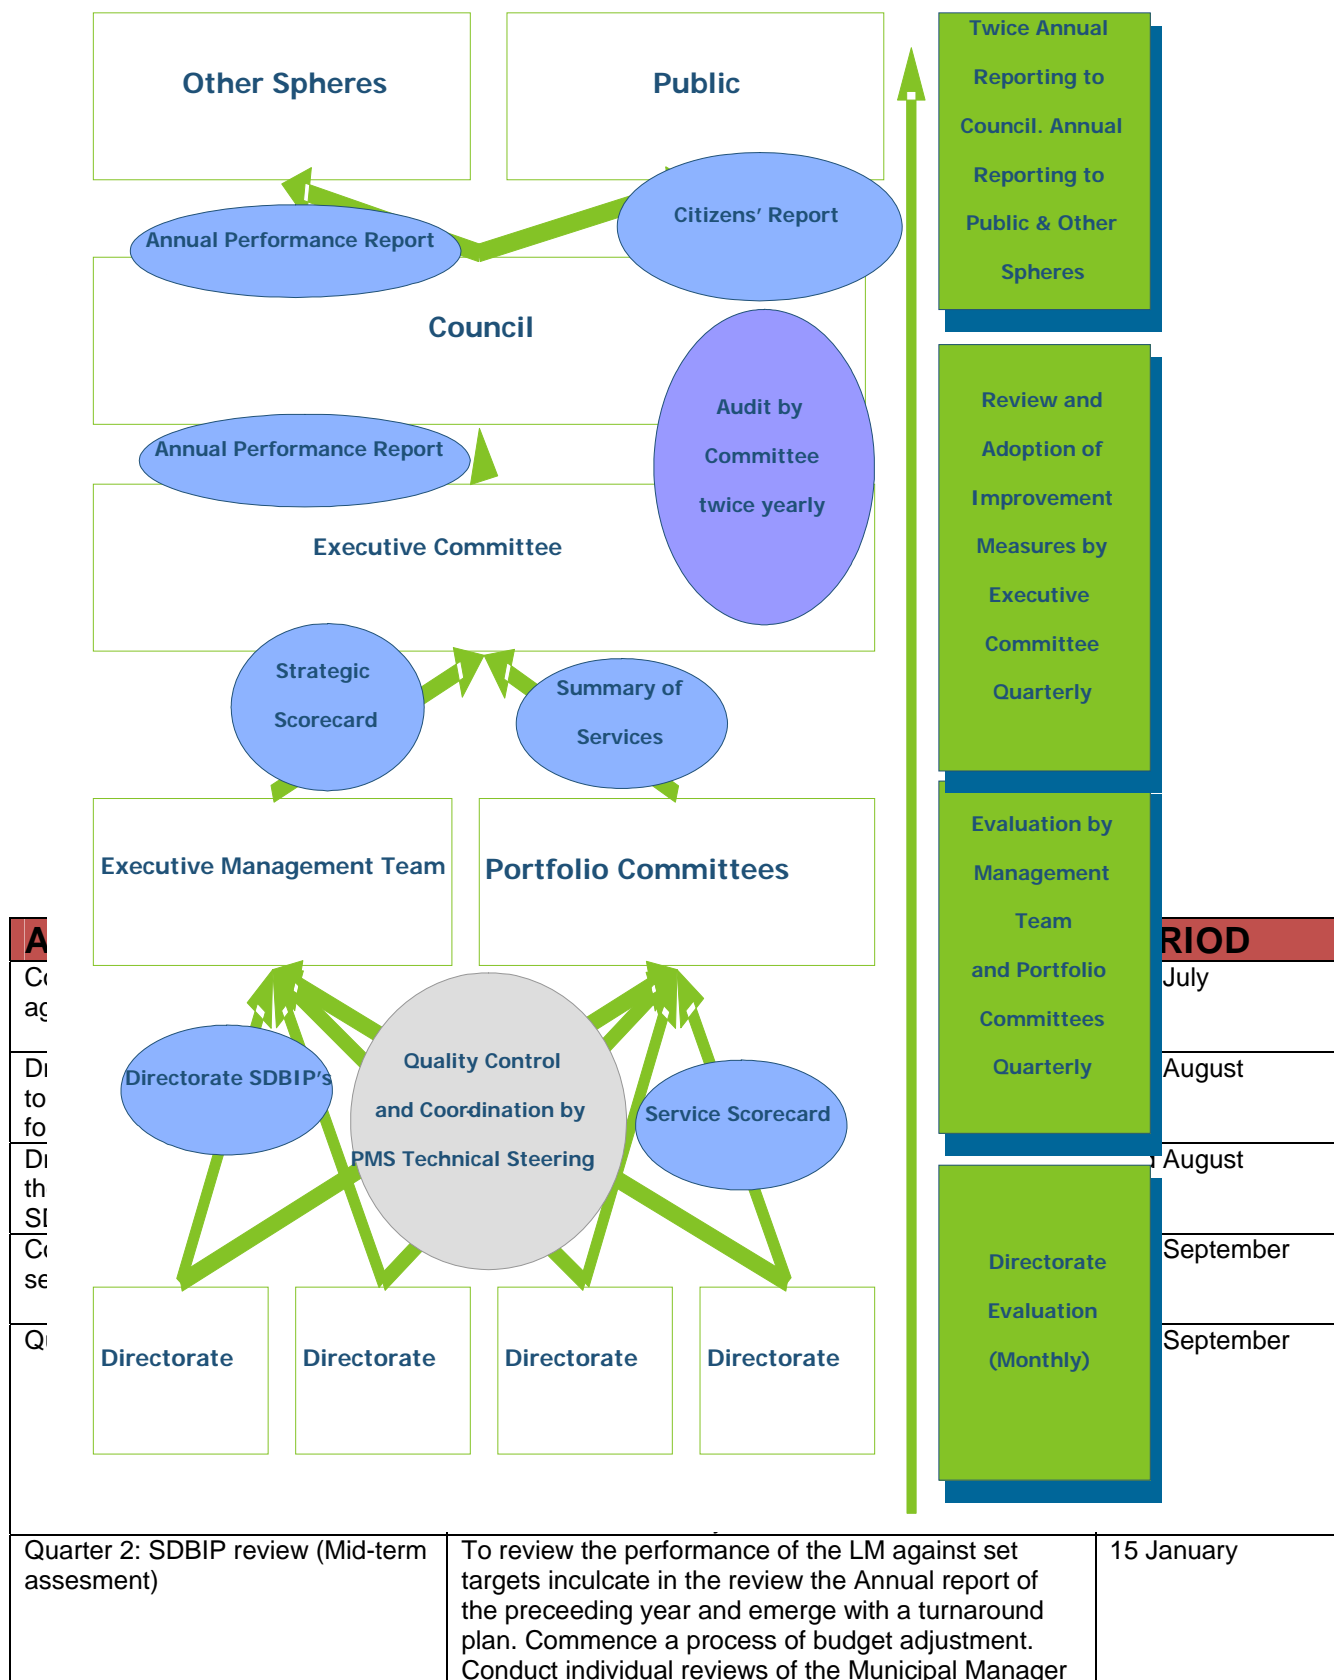 Other Spheres
Public
Annual Performance Report
Citizens' Report
Council
Annual Performance Report
Audit by
Committee
twice yearly
Executive Committee
Strategic
Scorecard
Summary of
Services
Executive Management Team
Portfolio Committees
Directorate SDBIP's
Quality Control
and Coordination by
PMS Technical Steering
Service Scorecard
Directorate
Directorate
Directorate
Directorate
Twice Annual
Reporting to
Council. Annual
Reporting to
Public & Other
Spheres
Review and
Adoption of
Improvement
Measures by
Executive
Committee
Quarterly
Evaluation by
Management
Team
and Portfolio
Committees
Quarterly
Directorate
Evaluation
(Monthly)
July
August
August
September
September
Quarter 2: SDBIP review (Mid-term
assesment)
To review the performance of the LM against set
targets inculcate in the review the Annual report of
the preceeding year and emerge with a turnaround
plan. Commence a process of budget adjustment.
Conduct individual reviews of the Municipal Manager
15 January